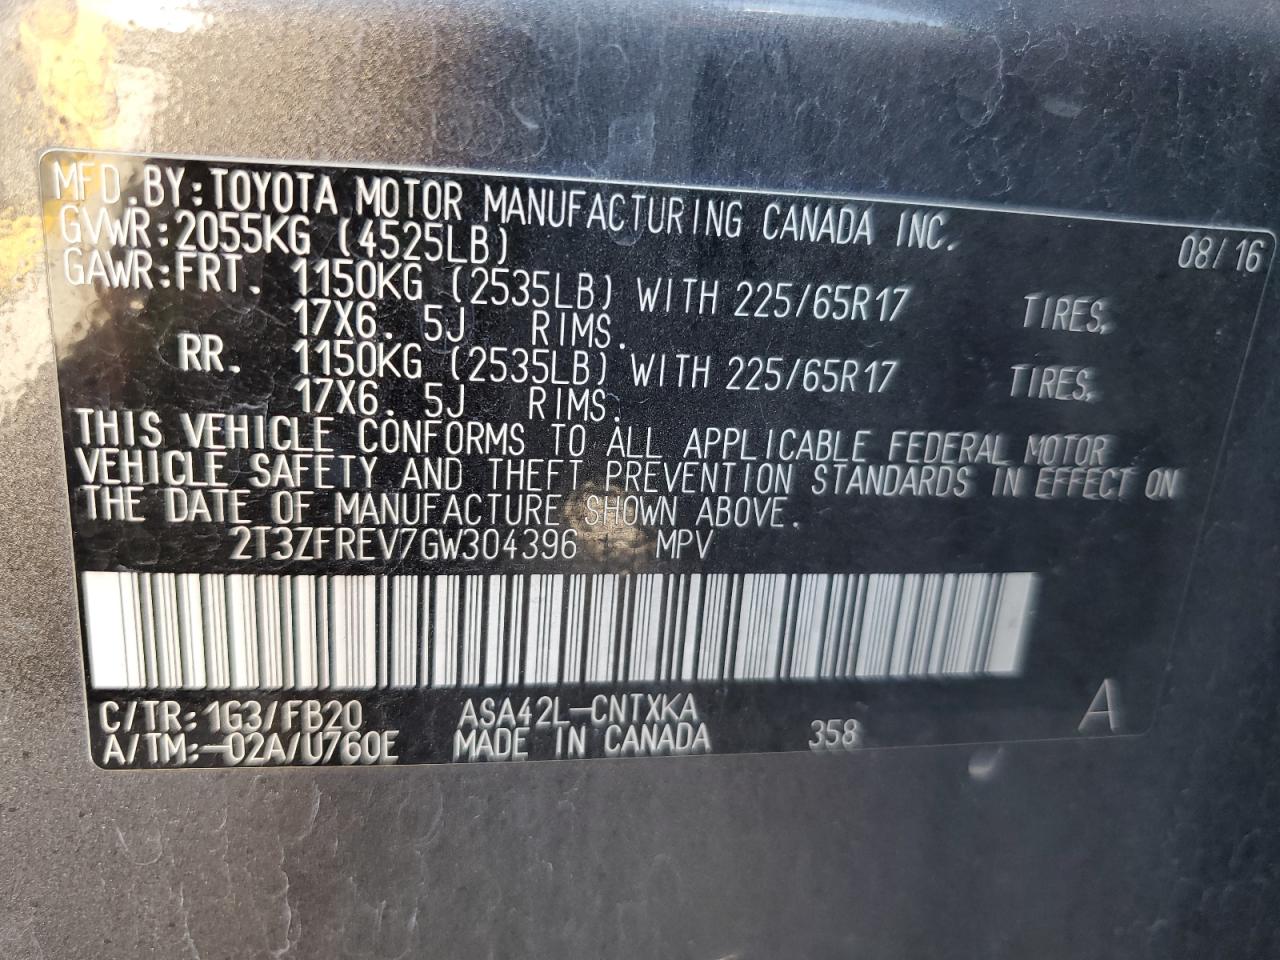 MFD.BY:TOYOTA MOTOR MANUFACTURING CANADA INC. 08/16
GVWR:2055KG (4525LB)
GAWR:FRT. 1150KG (2535LB) WITH 225/65R17 TIRES,
17X6.5J RIMS.
RR. 1150KG (2535LB) WITH 225/65R17 TIRES,
17X6.5J RIMS.
THIS VEHICLE CONFORMS TO ALL APPLICABLE FEDERAL MOTOR
VEHICLE SAFETY AND THEFT PREVENTION STANDARDS IN EFFECT ON
THE DATE OF MANUFACTURE SHOWN ABOVE.
2T3ZFREV7GW304396 MPV
C/TR:1G3/FB20 ASA42L-CNTXKA
A/TM:-02A/U760E MADE IN CANADA 358 A